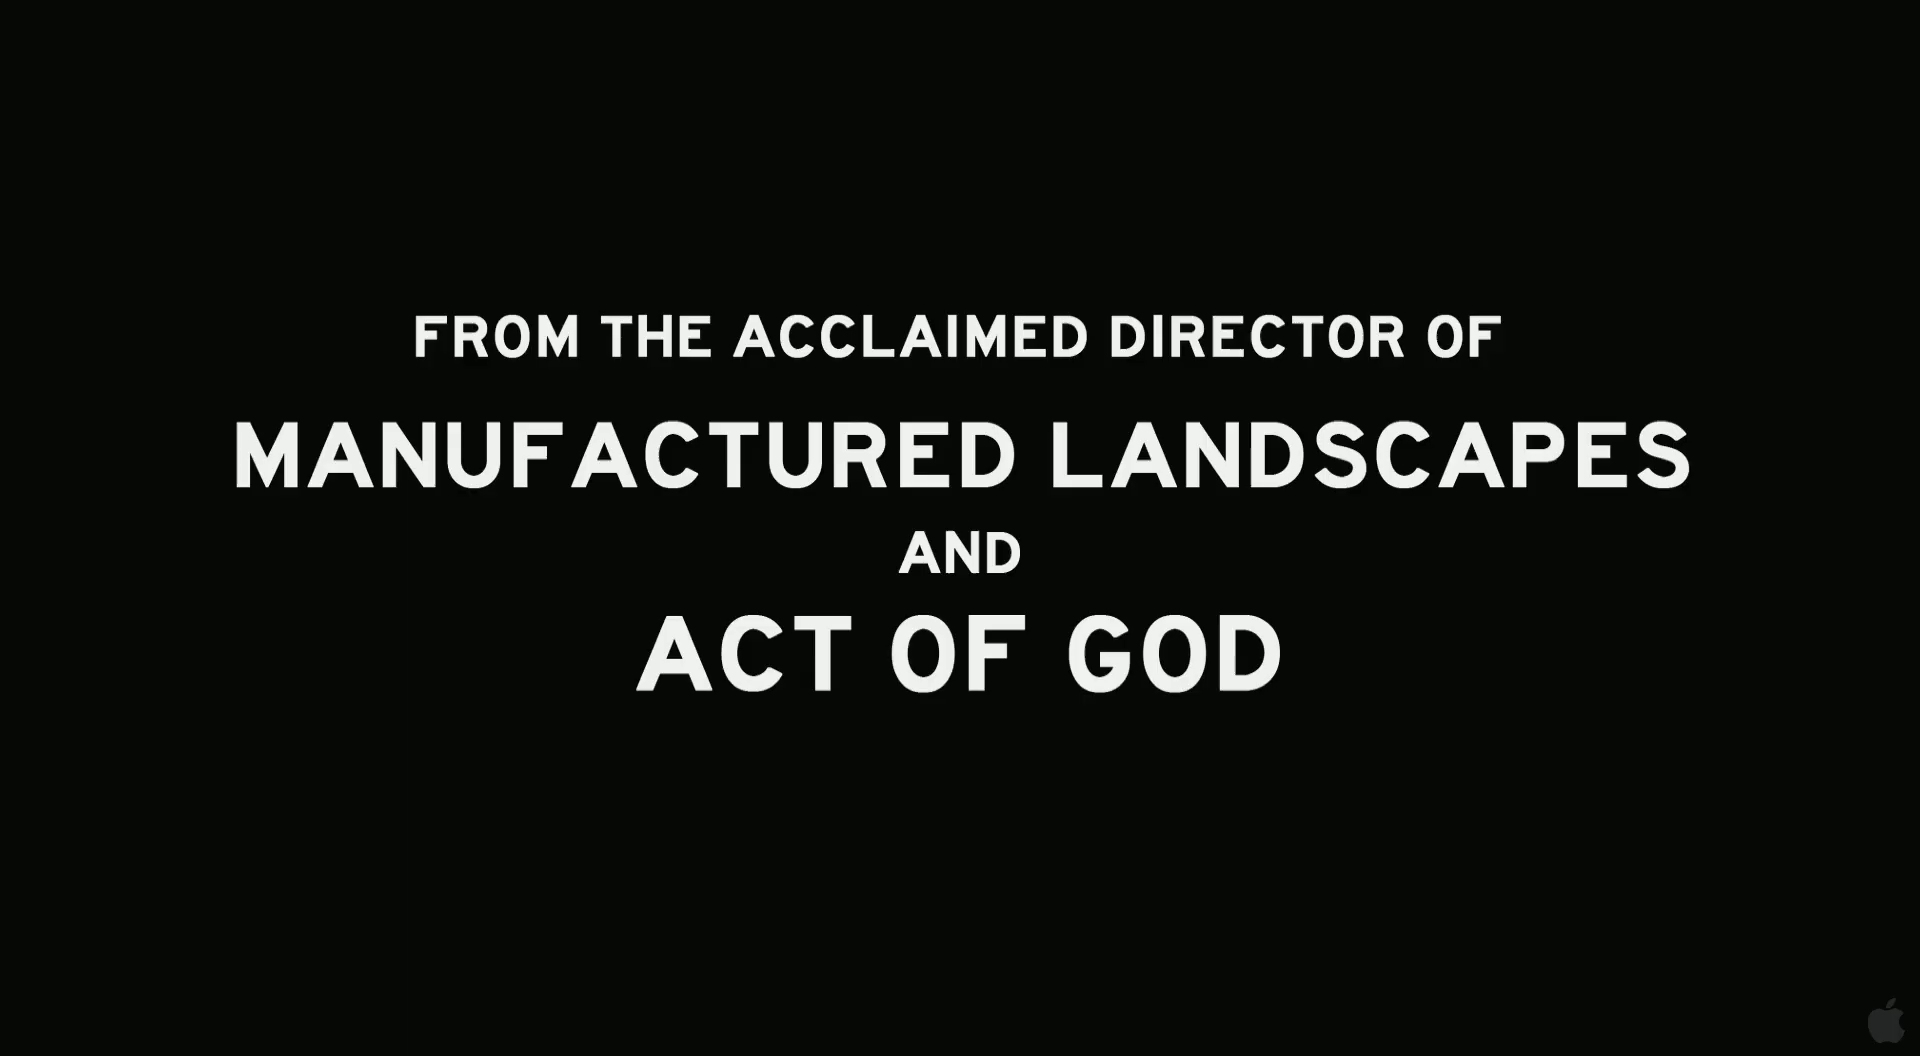 FROM THE ACCLAIMED DIRECTOR OF
MANUFACTURED LANDSCAPES
AND
ACT OF GOD